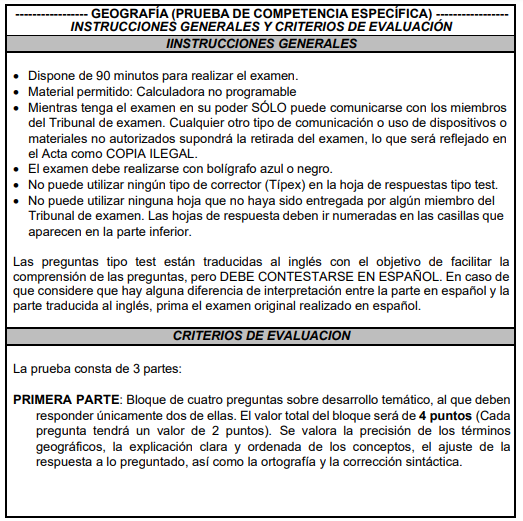 ----------------- GEOGRAFÍA (PRUEBA DE COMPETENCIA ESPECÍFICA) -----------------
INSTRUCCIONES GENERALES Y CRITERIOS DE EVALUACIÓN
IINSTRUCCIONES GENERALES
• Dispone de 90 minutos para realizar el examen.
• Material permitido: Calculadora no programable
• Mientras tenga el examen en su poder SÓLO puede comunicarse con los miembros
del Tribunal de examen. Cualquier otro tipo de comunicación o uso de dispositivos o
materiales no autorizados supondrá la retirada del examen, lo que será reflejado en
el Acta como COPIA ILEGAL.
• El examen debe realizarse con bolígrafo azul o negro.
• No puede utilizar ningún tipo de corrector (Típex) en la hoja de respuestas tipo test.
• No puede utilizar ninguna hoja que no haya sido entregada por algún miembro del
Tribunal de examen. Las hojas de respuesta deben ir numeradas en las casillas que
aparecen en la parte inferior.
Las preguntas tipo test están traducidas al inglés con el objetivo de facilitar la
comprensión de las preguntas, pero DEBE CONTESTARSE EN ESPAÑOL. En caso de
que considere que hay alguna diferencia de interpretación entre la parte en español y la
parte traducida al inglés, prima el examen original realizado en español.
CRITERIOS DE EVALUACION
La prueba consta de 3 partes:
PRIMERA PARTE: Bloque de cuatro preguntas sobre desarrollo temático, al que deben
responder únicamente dos de ellas. El valor total del bloque será de 4 puntos (Cada
pregunta tendrá un valor de 2 puntos). Se valora la precisión de los términos
geográficos, la explicación clara y ordenada de los conceptos, el ajuste de la
respuesta a lo preguntado, así como la ortografía y la corrección sintáctica.